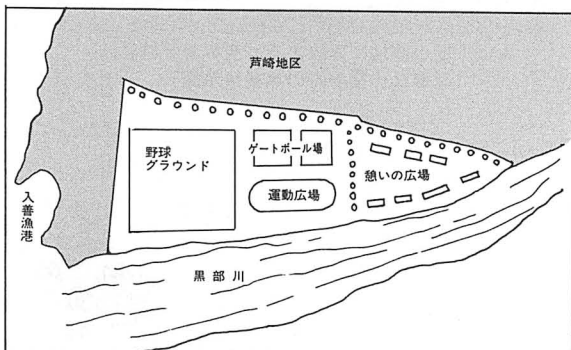 芦崎地区
野球
グラウンド
ゲートボール場
運動広場
憩いの広場
入善漁港
黒部川